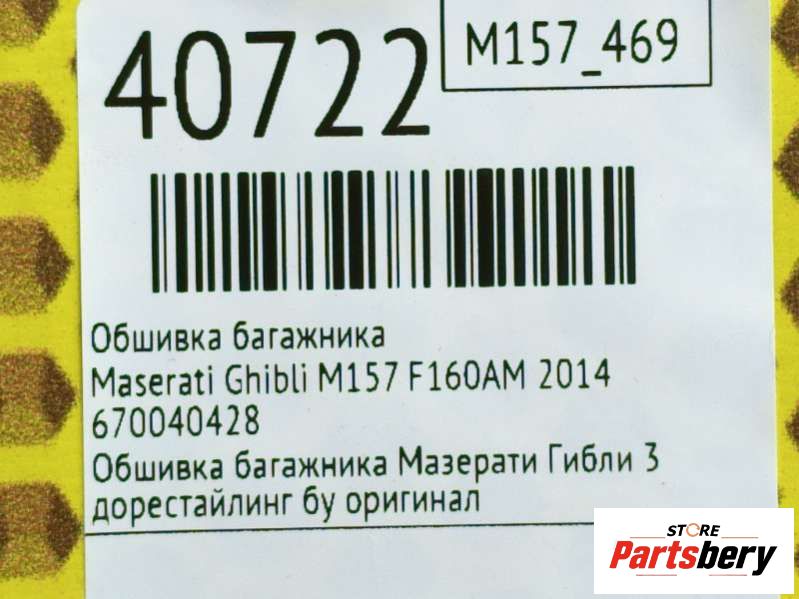 40722
M157_469
Обшивка багажника
Maserati Ghibli M157 F160AM 2014
670040428
Обшивка багажника Мазерати Гибли 3
дорестайлинг бу оригинал
STORE
Partsbery